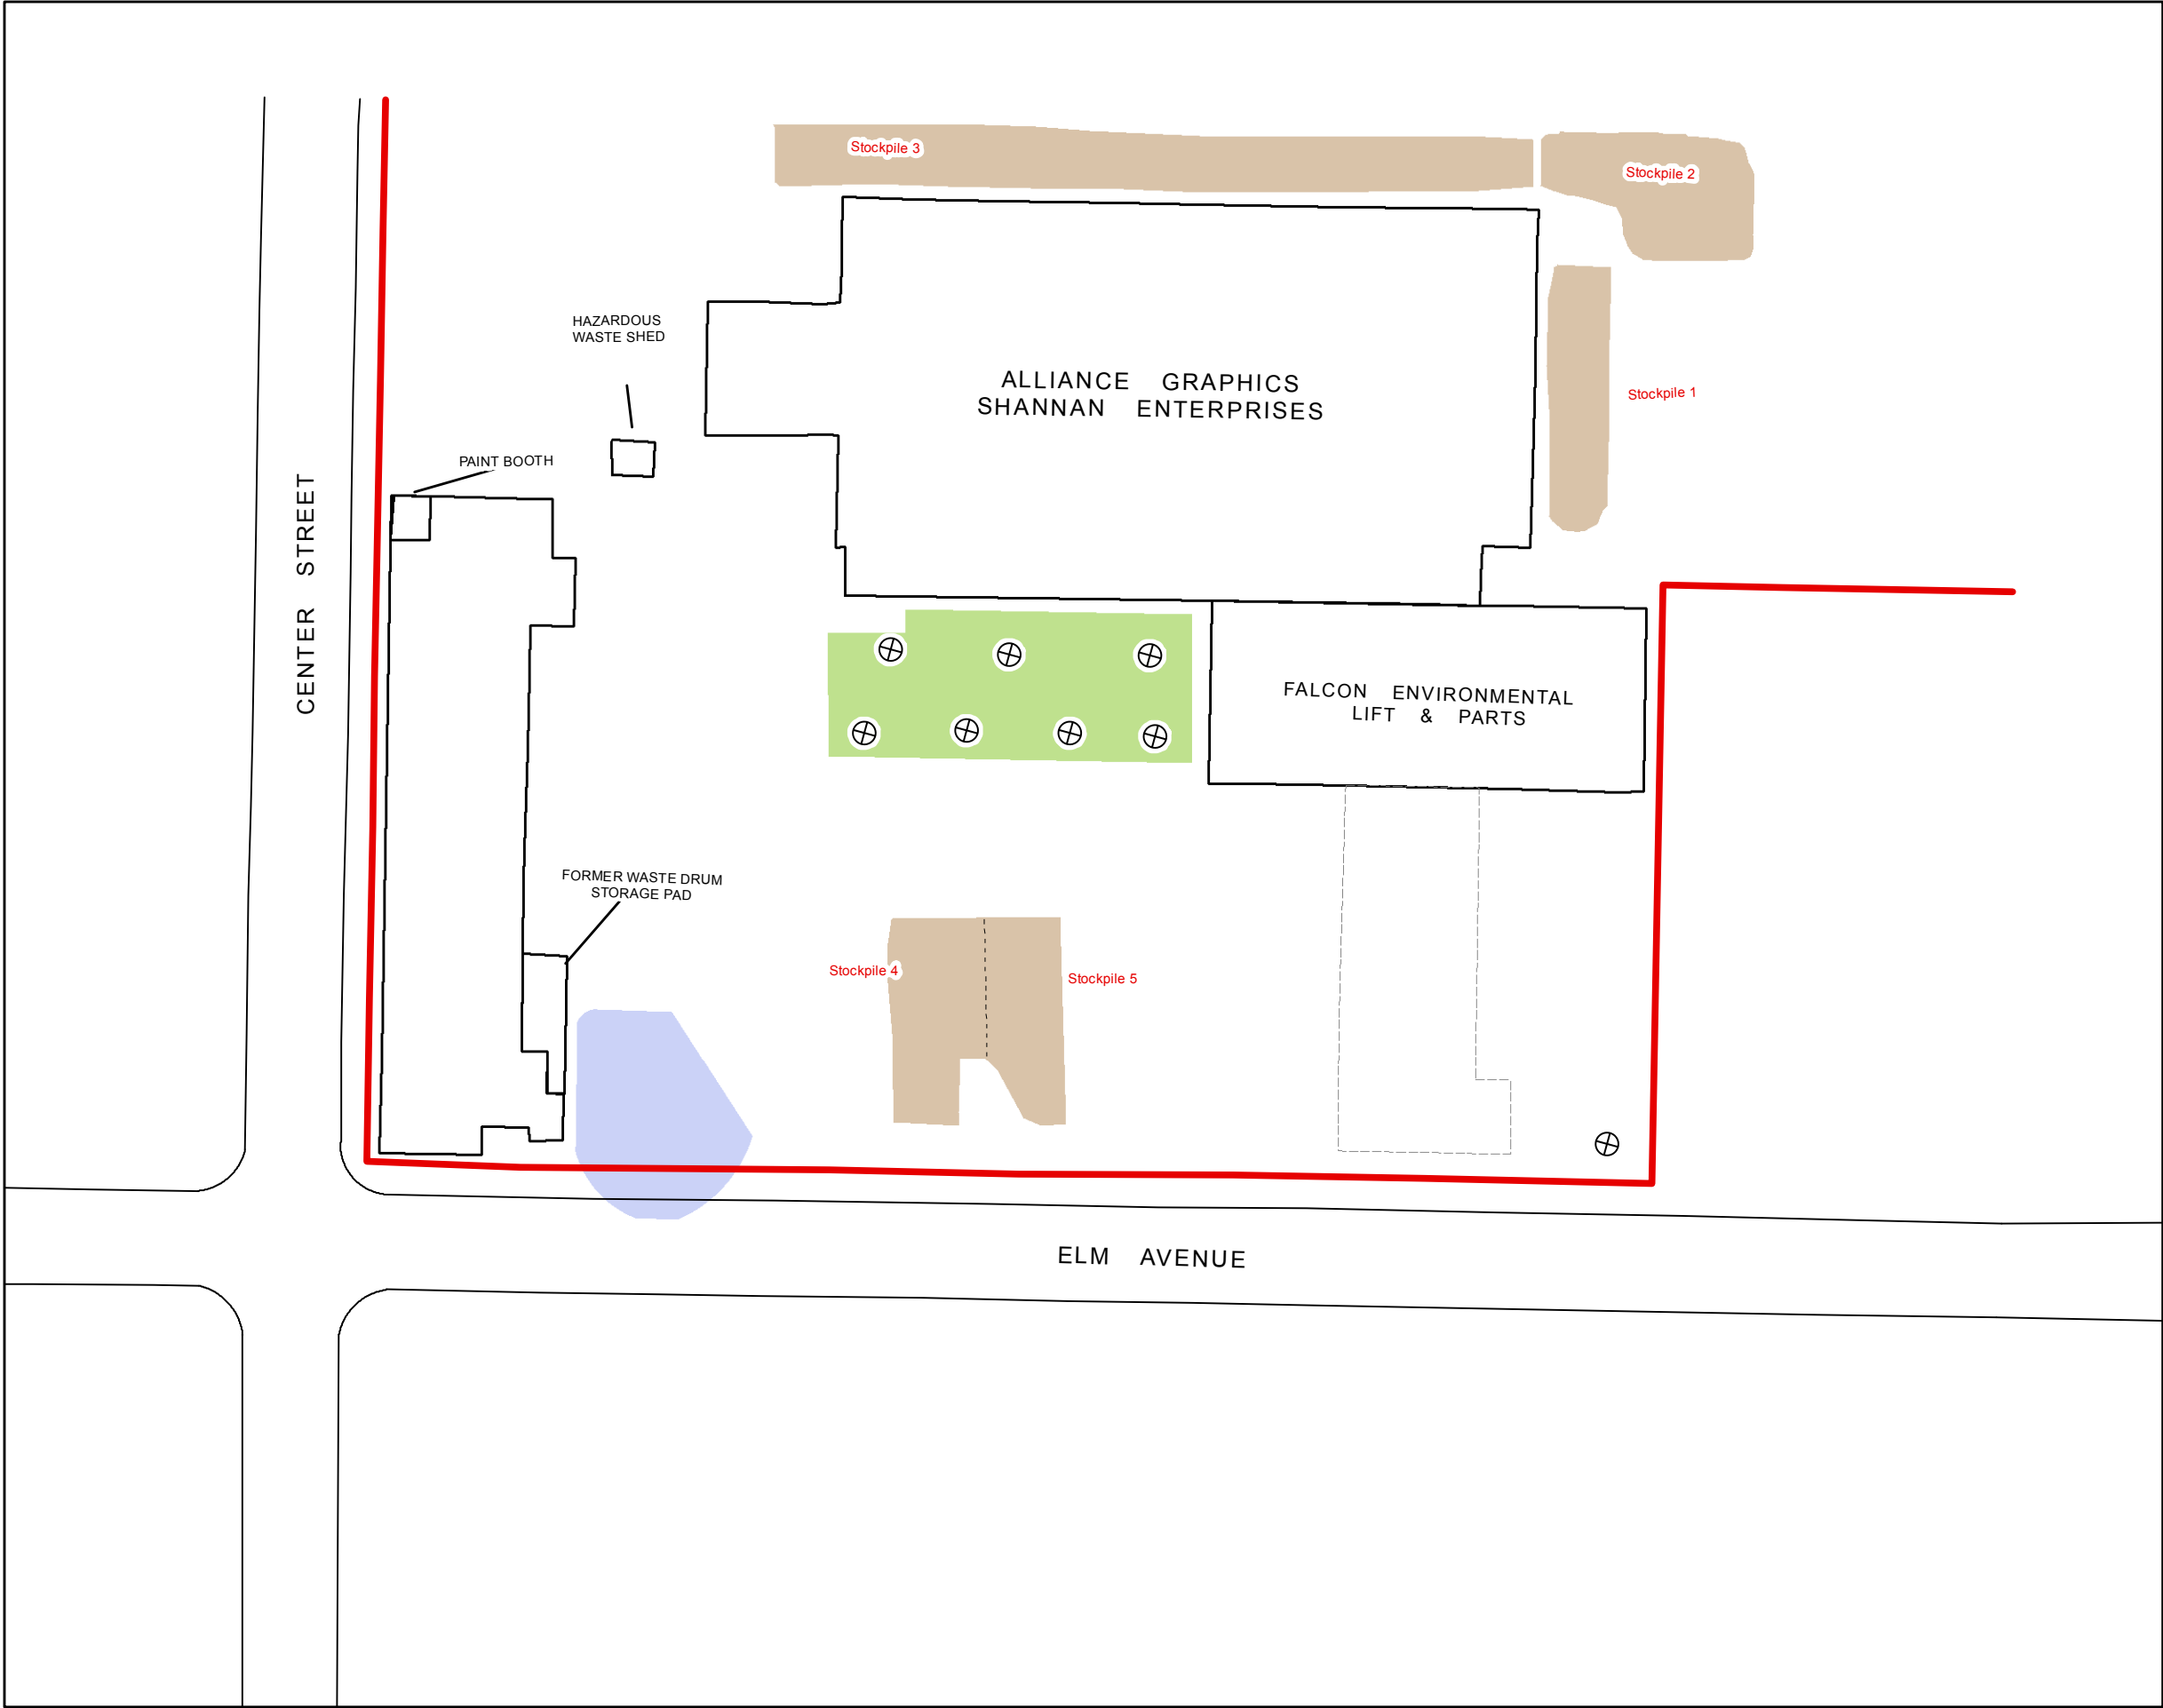 Stockpile 3
Stockpile 2
HAZARDOUS
WASTE SHED
ALLIANCE GRAPHICS
SHANNAN ENTERPRISES
Stockpile 1
PAINT BOOTH
CENTER STREET
FALCON ENVIRONMENTAL
LIFT & PARTS
FORMER WASTE DRUM
STORAGE PAD
Stockpile 4
Stockpile 5
ELM AVENUE